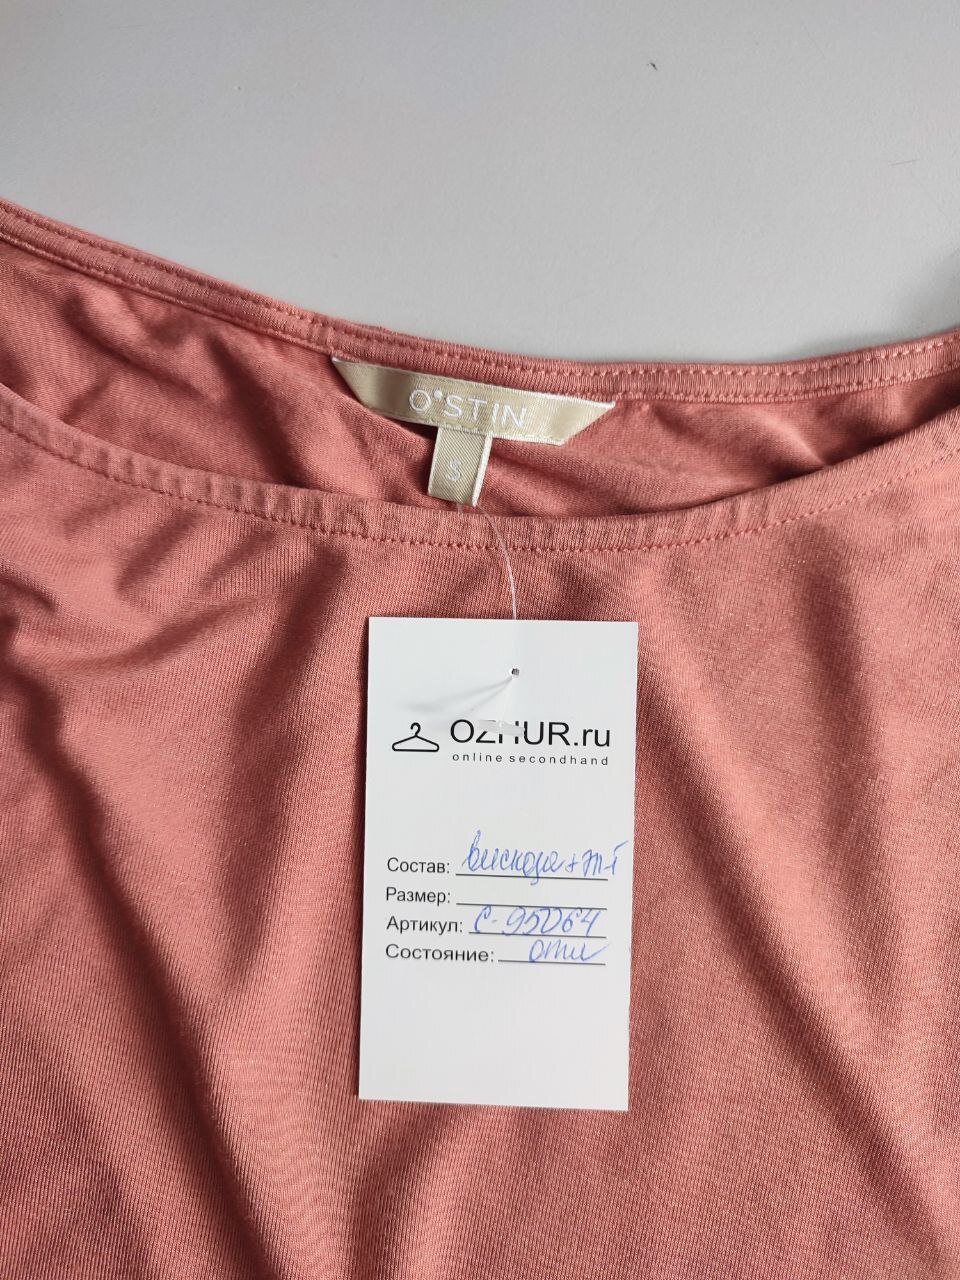 O'STIN
S
OZHUR.ru
online secondhand
Состав: вискоза+эл-т
Размер:
Артикул: С-95064
Состояние: отл